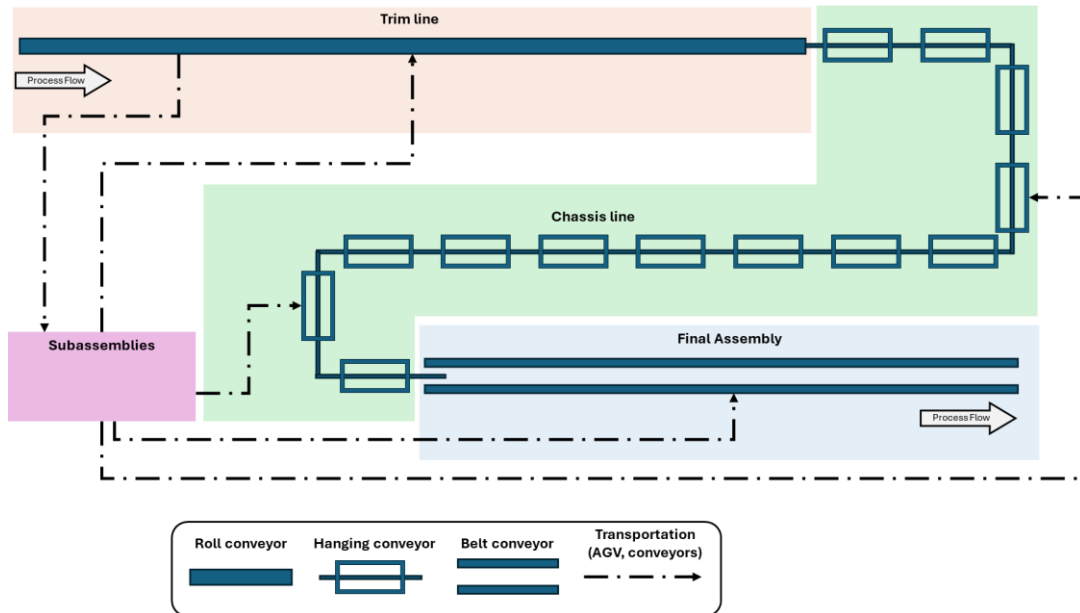 Trim line
Process Flow
Chassis line
Subassemblies
Final Assembly
Process Flow
Roll conveyor
Hanging conveyor
Belt conveyor
Transportation
(AGV, conveyors)